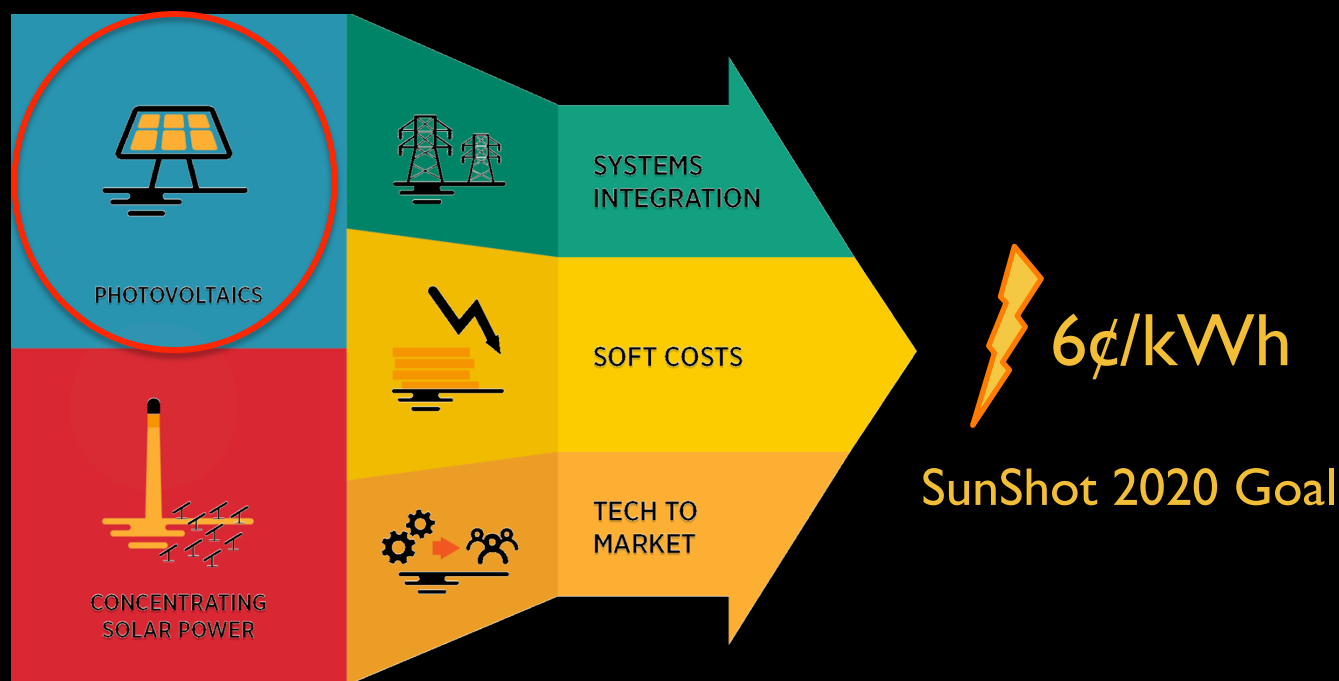 PHOTOVOLTAICS
CONCENTRATING
SOLAR POWER
SYSTEMS
INTEGRATION
SOFT COSTS
TECH TO
MARKET
6¢/kWh
SunShot 2020 Goal